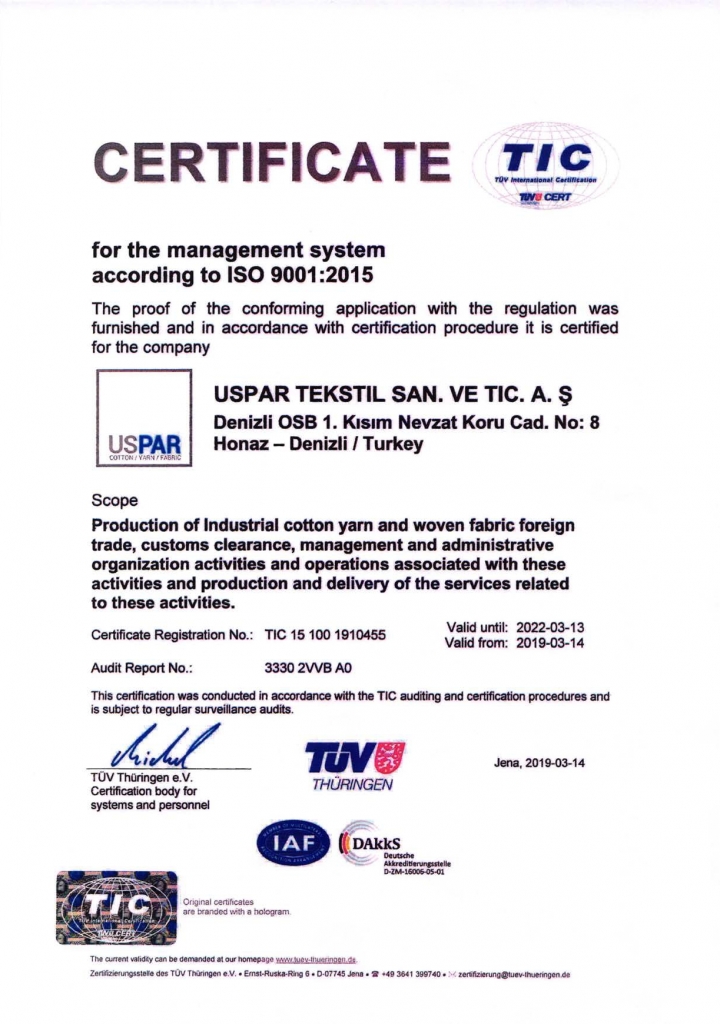 CERTIFICATE
TIC
TÜV International Certification
TÜV CERT
for the management system
according to ISO 9001:2015
The proof of the conforming application with the regulation was
furnished and in accordance with certification procedure it is certified
for the company
USPAR
COTTON / YARN / FABRIC
USPAR TEKSTIL SAN. VE TIC. A. Ş
Denizli OSB 1. Kısım Nevzat Koru Cad. No: 8
Honaz – Denizli / Turkey
Scope
Production of Industrial cotton yarn and woven fabric foreign
trade, customs clearance, management and administrative
organization activities and operations associated with these
activities and production and delivery of the services related
to these activities.
Certificate Registration No.: TIC 15 100 1910455
Valid until: 2022-03-13
Valid from: 2019-03-14
Audit Report No.: 3330 2VVB A0
This certification was conducted in accordance with the TIC auditing and certification procedures and
is subject to regular surveillance audits.
TÜV Thüringen e.V.
Certification body for
systems and personnel
TÜV
THÜRINGEN
Jena, 2019-03-14
IAF
DAkkS
Deutsche
Akkreditierungsstelle
D-ZM-16006-05-01
TIC
TÜV International Certification
TÜV CERT
Original certificates
are branded with a hologram.
The current validity can be demanded at our homepage www.tuev-thueringen.de.
Zertifizierungsstelle des TÜV Thüringen e.V. • Ernst-Ruska-Ring 6 • D-07745 Jena • ☎ +49 3641 399740 • ✉ zertifizierung@tuev-thueringen.de